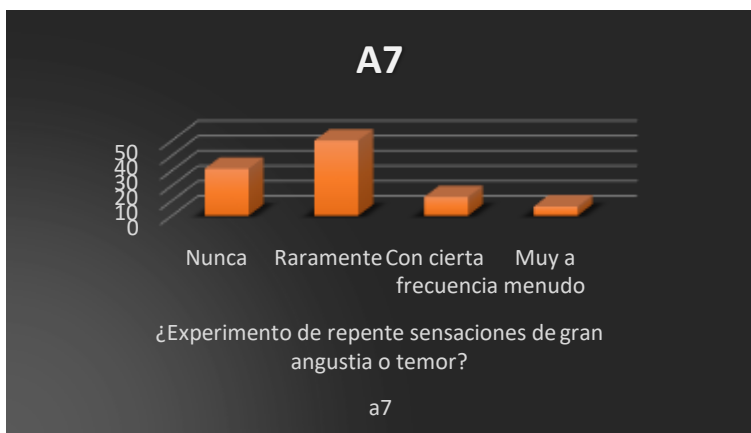 A7
50
40
30
20
10
0
Nunca Raramente Con cierta frecuencia Muy a menudo
¿Experimento de repente sensaciones de gran
angustia o temor?
a7